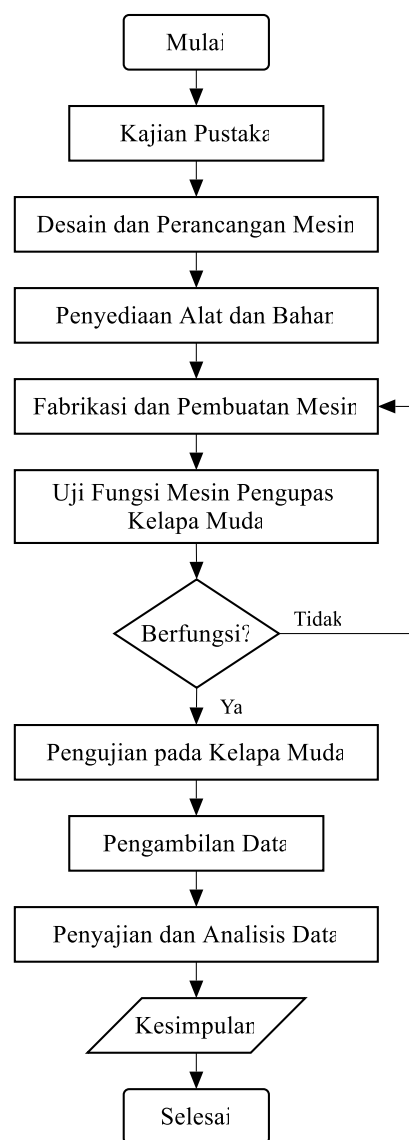 Mulai
Kajian Pustaka
Desain dan Perancangan Mesin
Penyediaan Alat dan Bahan
Fabrikasi dan Pembuatan Mesin
Uji Fungsi Mesin Pengupas
Kelapa Muda
Berfungsi?
Tidak
Ya
Pengujian pada Kelapa Muda
Pengambilan Data
Penyajian dan Analisis Data
Kesimpulan
Selesai